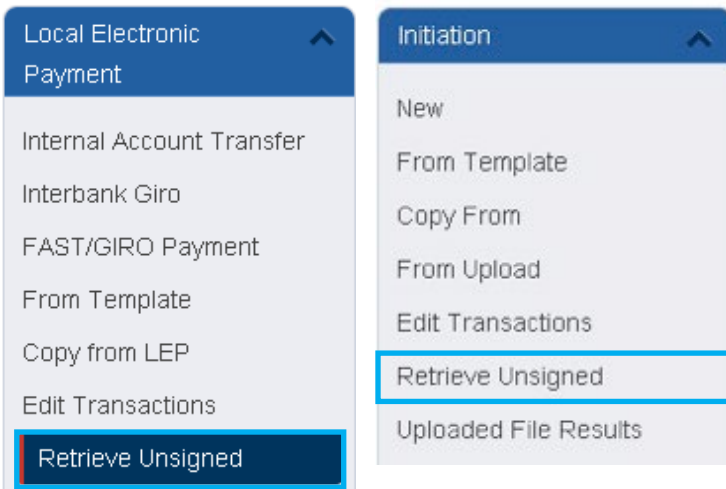 Local Electronic
Payment
Internal Account Transfer
Interbank Giro
FAST/GIRO Payment
From Template
Copy from LEP
Edit Transactions
Retrieve Unsigned
Initiation
New
From Template
Copy From
From Upload
Edit Transactions
Retrieve Unsigned
Uploaded File Results